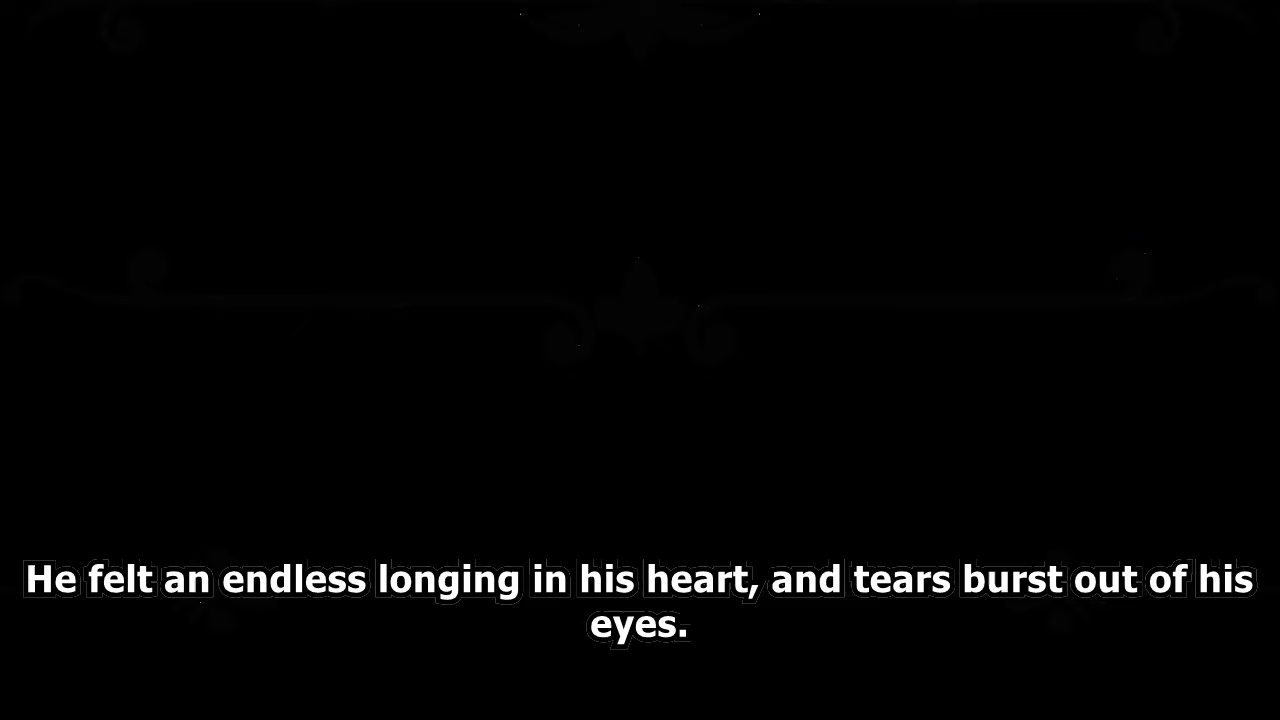 He felt an endless longing in his heart, and tears burst out of his
eyes.